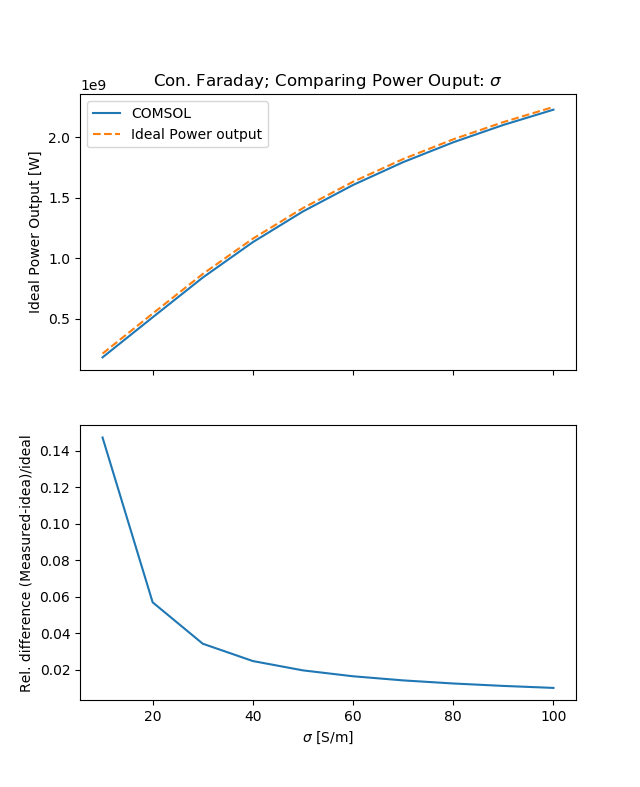 Con. Faraday; Comparing Power Ouput: σ
1e9
COMSOL
Ideal Power output
2.0
1.5
1.0
0.5
Ideal Power Output [W]
0.14
0.12
0.10
0.08
0.06
0.04
0.02
Rel. difference (Measured-idea)/ideal
20 40 60 80 100
σ [S/m]